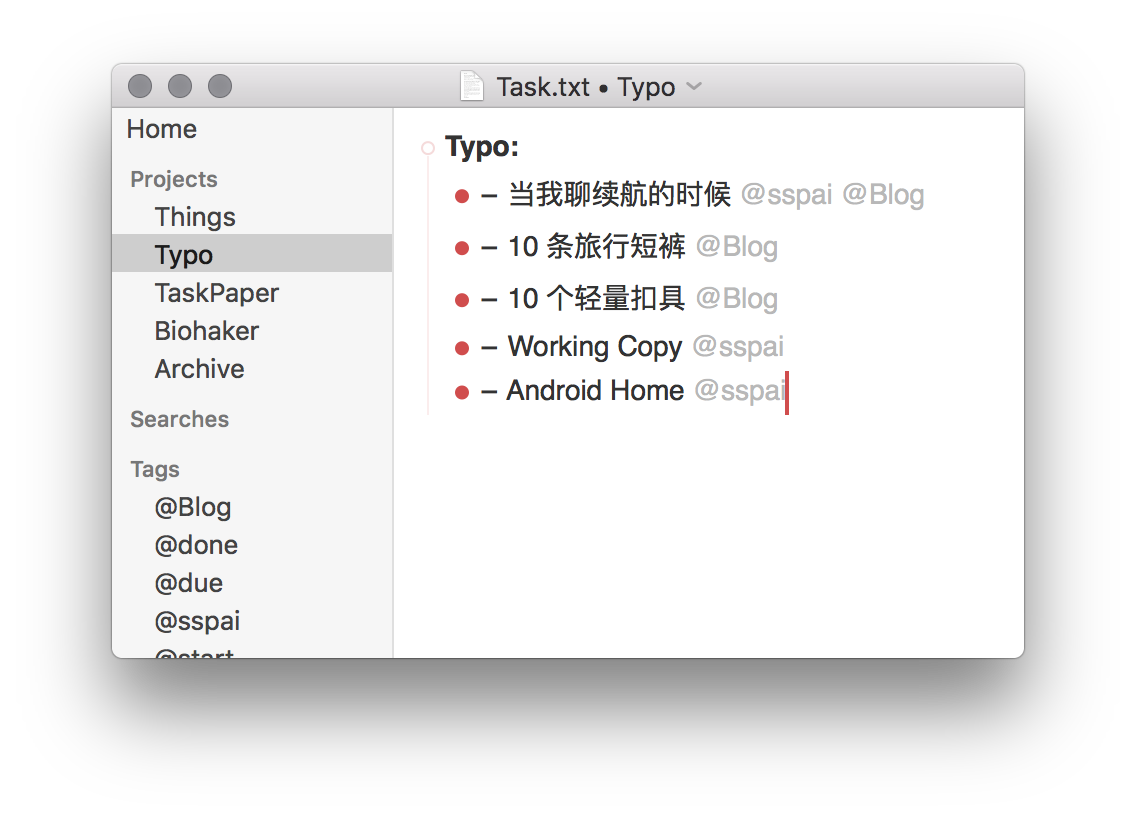 Task.txt • Typo
Home
Projects
Things
Typo
TaskPaper
Biohaker
Archive
Searches
Tags
@Blog
@done
@due
@sspai
@start
Typo:
– 当我聊续航的时候 @sspai @Blog
– 10 条旅行短裤 @Blog
– 10 个轻量扣具 @Blog
– Working Copy @sspai
– Android Home @sspai